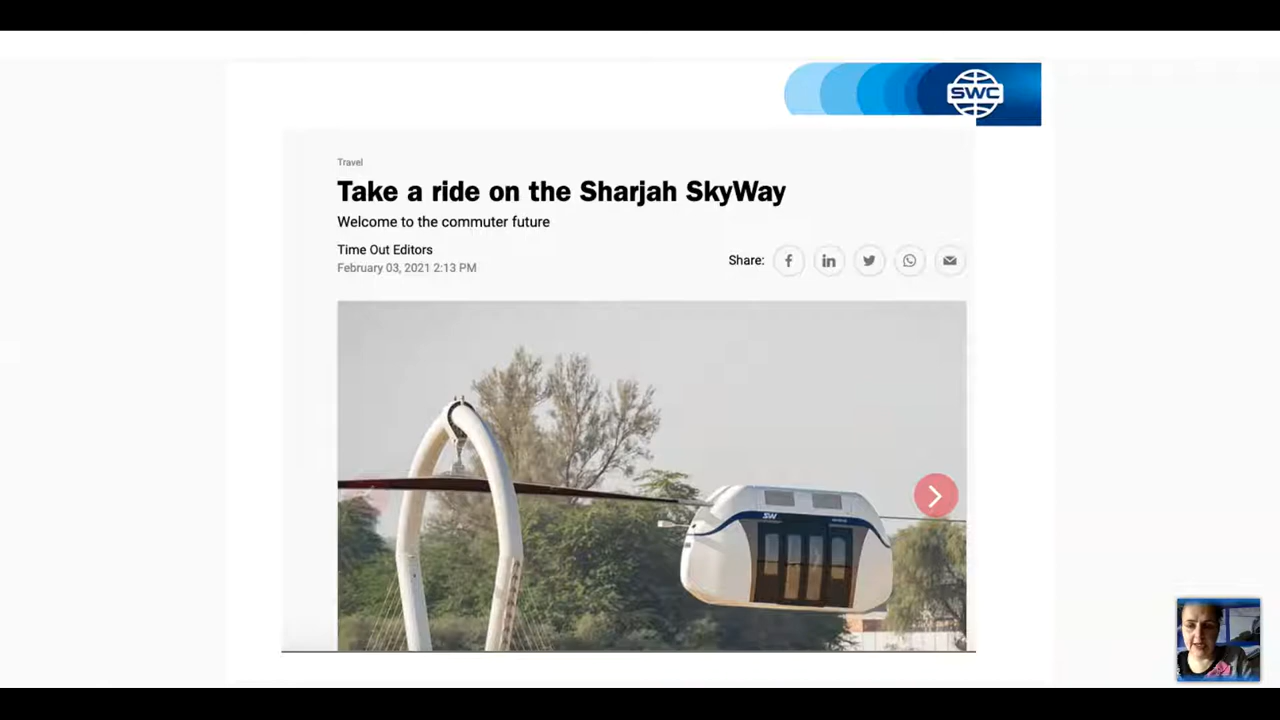 SWC
Travel
Take a ride on the Sharjah SkyWay
Welcome to the commuter future
Time Out Editors
February 03, 2021 2:13 PM
Share:
SW